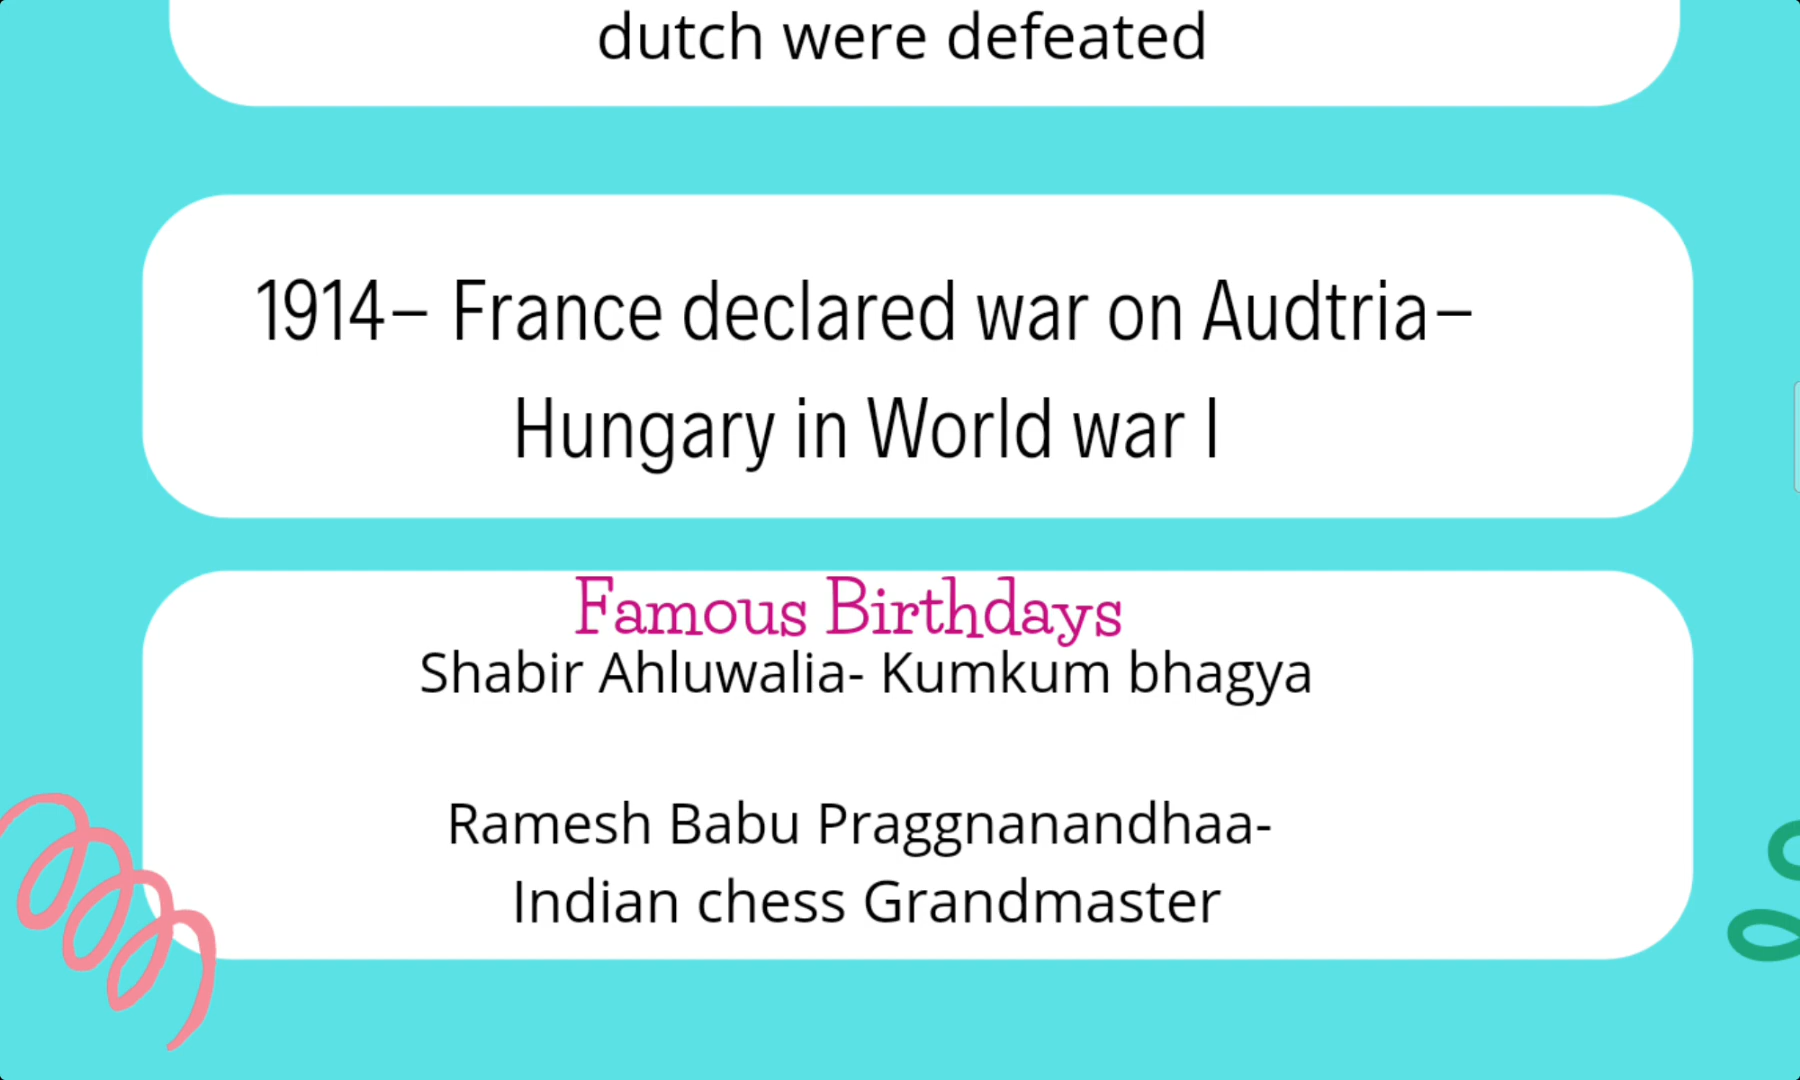 dutch were defeated
1914– France declared war on Audtria–
Hungary in World war I
Famous Birthdays
Shabir Ahluwalia- Kumkum bhagya
Ramesh Babu Praggnanandhaa-
Indian chess Grandmaster